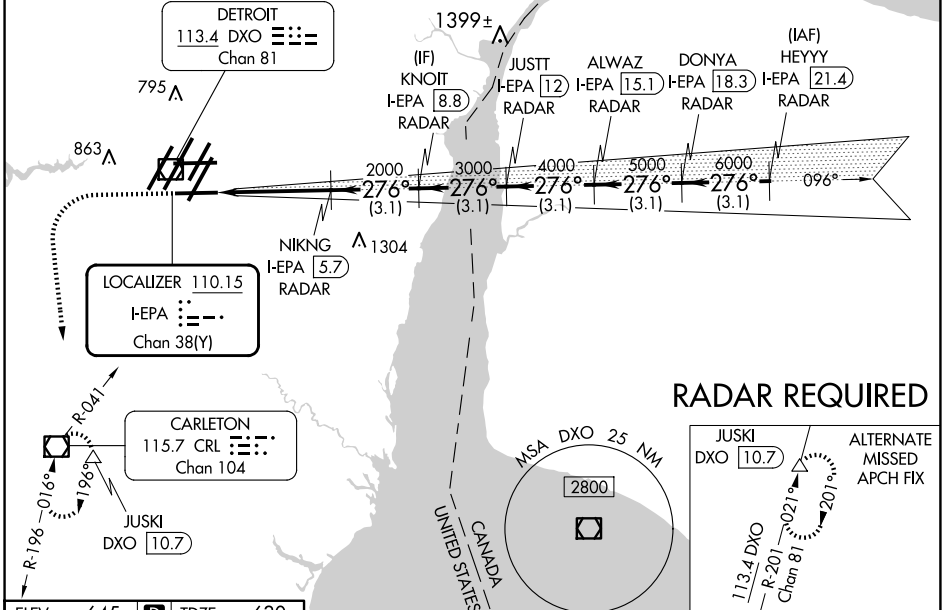 DETROIT
113.4 DXO
Chan 81
1399±
795
863
(IF)
KNOIT
I-EPA 8.8
RADAR
JUSTT
I-EPA 12
RADAR
ALWAZ
I-EPA 15.1
RADAR
DONYA
I-EPA 18.3
RADAR
(IAF)
HEYYY
I-EPA 21.4
RADAR
2000
3000
4000
5000
6000
276°
276°
276°
276°
276°
096°
(3.1)
(3.1)
(3.1)
(3.1)
(3.1)
NIKNG
I-EPA 5.7
RADAR
1304
LOCALIZER 110.15
I-EPA
Chan 38(Y)
R-041
CARLETON
115.7 CRL
Chan 104
R-196
016°
196°
JUSKI
DXO 10.7
MSA DXO 25 NM
2800
CANADA
UNITED STATES
RADAR REQUIRED
JUSKI
DXO 10.7
ALTERNATE
MISSED
APCH FIX
021°
201°
113.4 DXO
R-201
Chan 81
ELEV 645 D TDZE 639